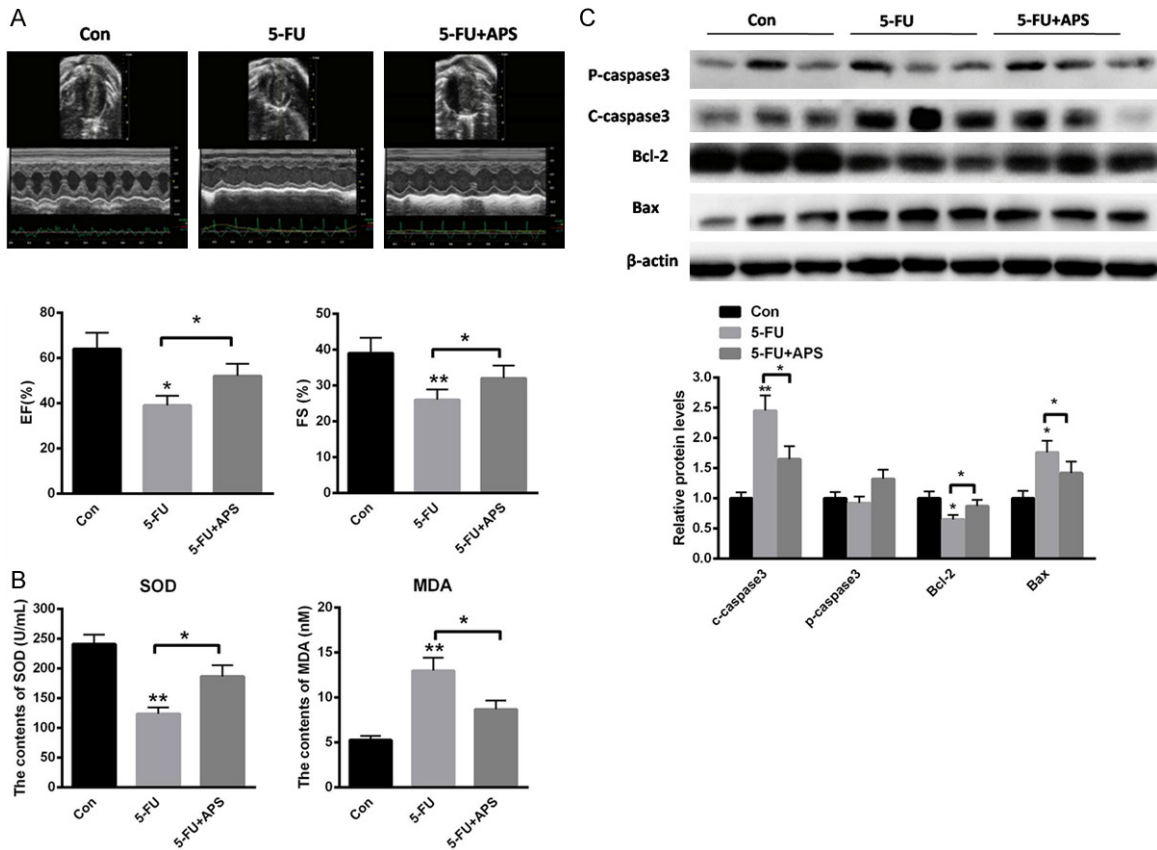 A
Con 5-FU 5-FU+APS
EF(%)
80
60
40
20
0
*
*
Con
5-FU
5-FU+APS
FS (%)
50
40
30
20
10
0
**
*
Con
5-FU
5-FU+APS
B
SOD
The contents of SOD (U/mL)
300
250
200
150
100
50
0
**
*
Con
5-FU
5-FU+APS
MDA
The contents of MDA (nM)
20
15
10
5
0
**
*
Con
5-FU
5-FU+APS
C
Con 5-FU 5-FU+APS
P-caspase3
C-caspase3
Bcl-2
Bax
β-actin
Con
5-FU
5-FU+APS
Relative protein levels
3.0
2.5
2.0
1.5
1.0
0.5
0.0
**
*
*
*
*
*
c-caspase3
p-caspase3
Bcl-2
Bax